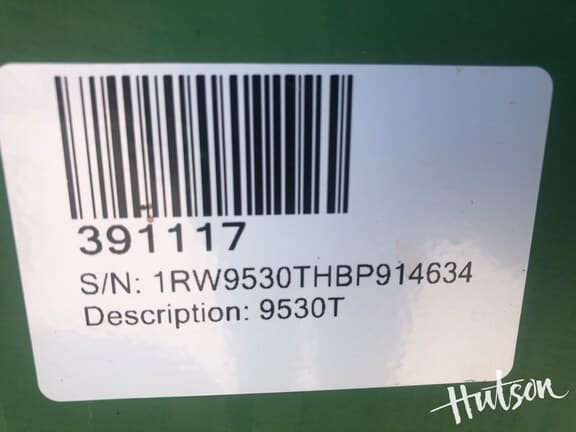 391117
S/N: 1RW9530THBP914634
Description: 9530T
Hutson